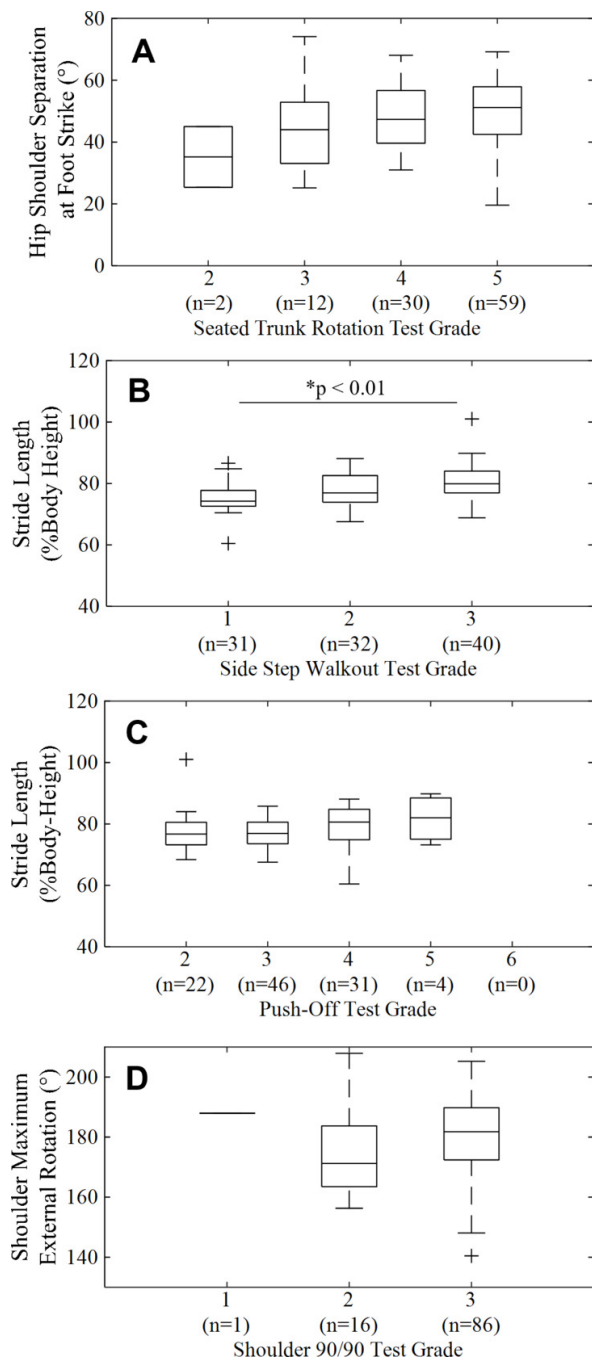 A
Hip Shoulder Separation
at Foot Strike (°)
80
60
40
20
0
2 3 4 5
(n=2) (n=12) (n=30) (n=59)
Seated Trunk Rotation Test Grade
B
*p < 0.01
Stride Length
(%Body Height)
120
100
80
60
40
1 2 3
(n=31) (n=32) (n=40)
Side Step Walkout Test Grade
C
Stride Length
(%Body-Height)
120
100
80
60
40
2 3 4 5 6
(n=22) (n=46) (n=31) (n=4) (n=0)
Push-Off Test Grade
D
Shoulder Maximum
External Rotation (°)
200
180
160
140
1 2 3
(n=1) (n=16) (n=86)
Shoulder 90/90 Test Grade